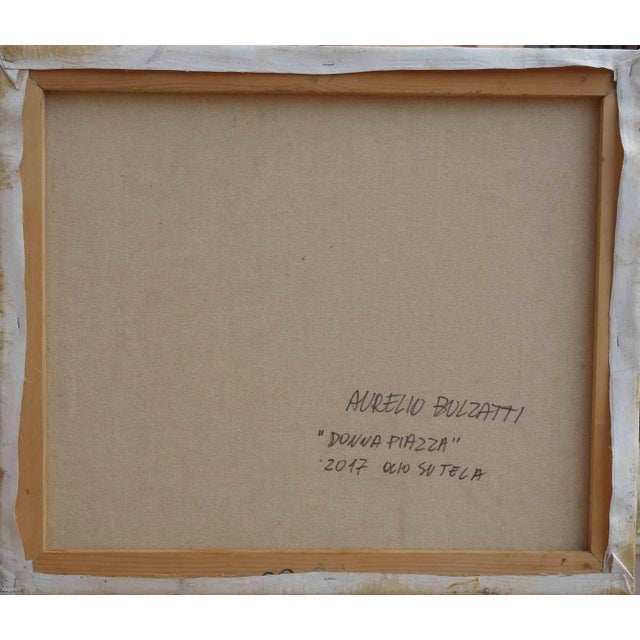 AURELIO BULZATTI
"DONNA PIAZZA"
2017 OLIO SU TELA